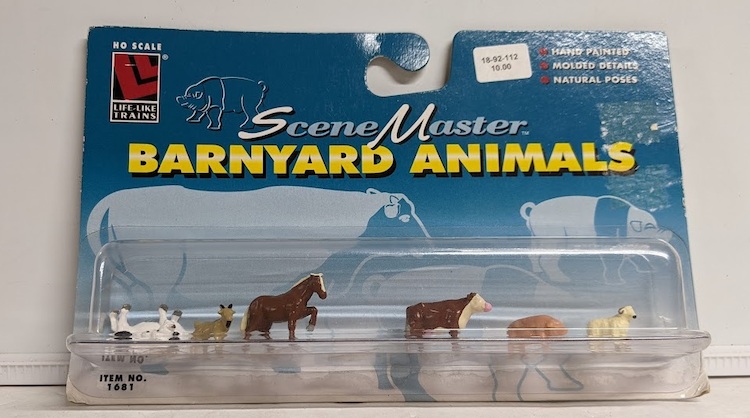 HO SCALE
LIFE-LIKE
TRAINS
®
18-92-112
10.00
HAND PAINTED
MOLDED DETAILS
NATURAL POSES
SceneMaster™
BARNYARD ANIMALS
ITEM NO.
1681